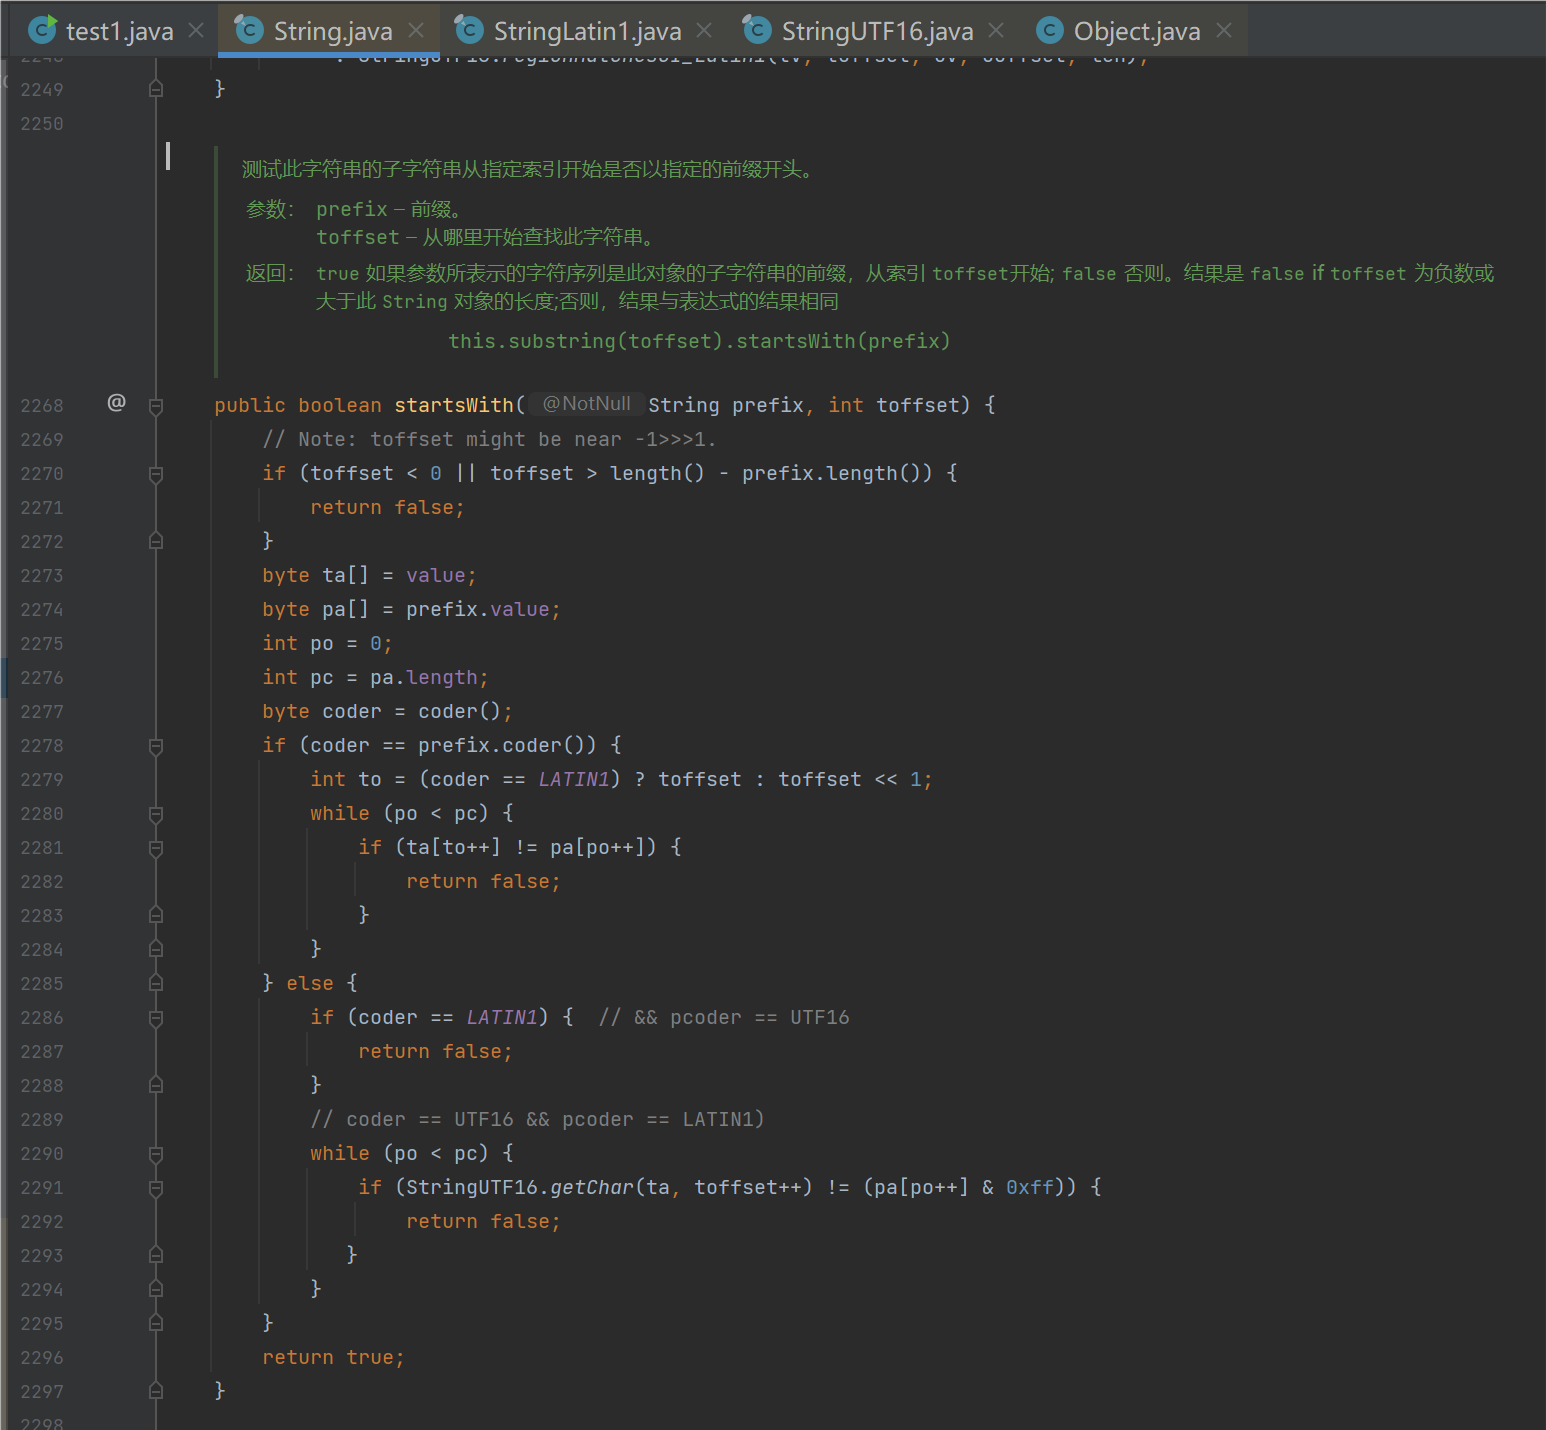 test1.java
String.java
StringLatin1.java
StringUTF16.java
Object.java
2249 }
2250
测试此字符串的子字符串从指定索引开始是否以指定的前缀开头。
参数： prefix – 前缀。
toffset – 从哪里开始查找此字符串。
返回： true 如果参数所表示的字符序列是此对象的子字符串的前缀，从索引 toffset开始; false 否则。结果是 false if toffset 为负数或
大于此 String 对象的长度;否则，结果与表达式的结果相同
this.substring(toffset).startsWith(prefix)
2268 @ public boolean startsWith( @NotNull String prefix, int toffset) {
2269 // Note: toffset might be near -1>>>1.
2270 if (toffset < 0 || toffset > length() - prefix.length()) {
2271 return false;
2272 }
2273 byte ta[] = value;
2274 byte pa[] = prefix.value;
2275 int po = 0;
2276 int pc = pa.length;
2277 byte coder = coder();
2278 if (coder == prefix.coder()) {
2279 int to = (coder == LATIN1) ? toffset : toffset << 1;
2280 while (po < pc) {
2281 if (ta[to++] != pa[po++]) {
2282 return false;
2283 }
2284 }
2285 } else {
2286 if (coder == LATIN1) { // && pcoder == UTF16
2287 return false;
2288 }
2289 // coder == UTF16 && pcoder == LATIN1)
2290 while (po < pc) {
2291 if (StringUTF16.getChar(ta, toffset++) != (pa[po++] & 0xff)) {
2292 return false;
2293 }
2294 }
2295 }
2296 return true;
2297 }
2298